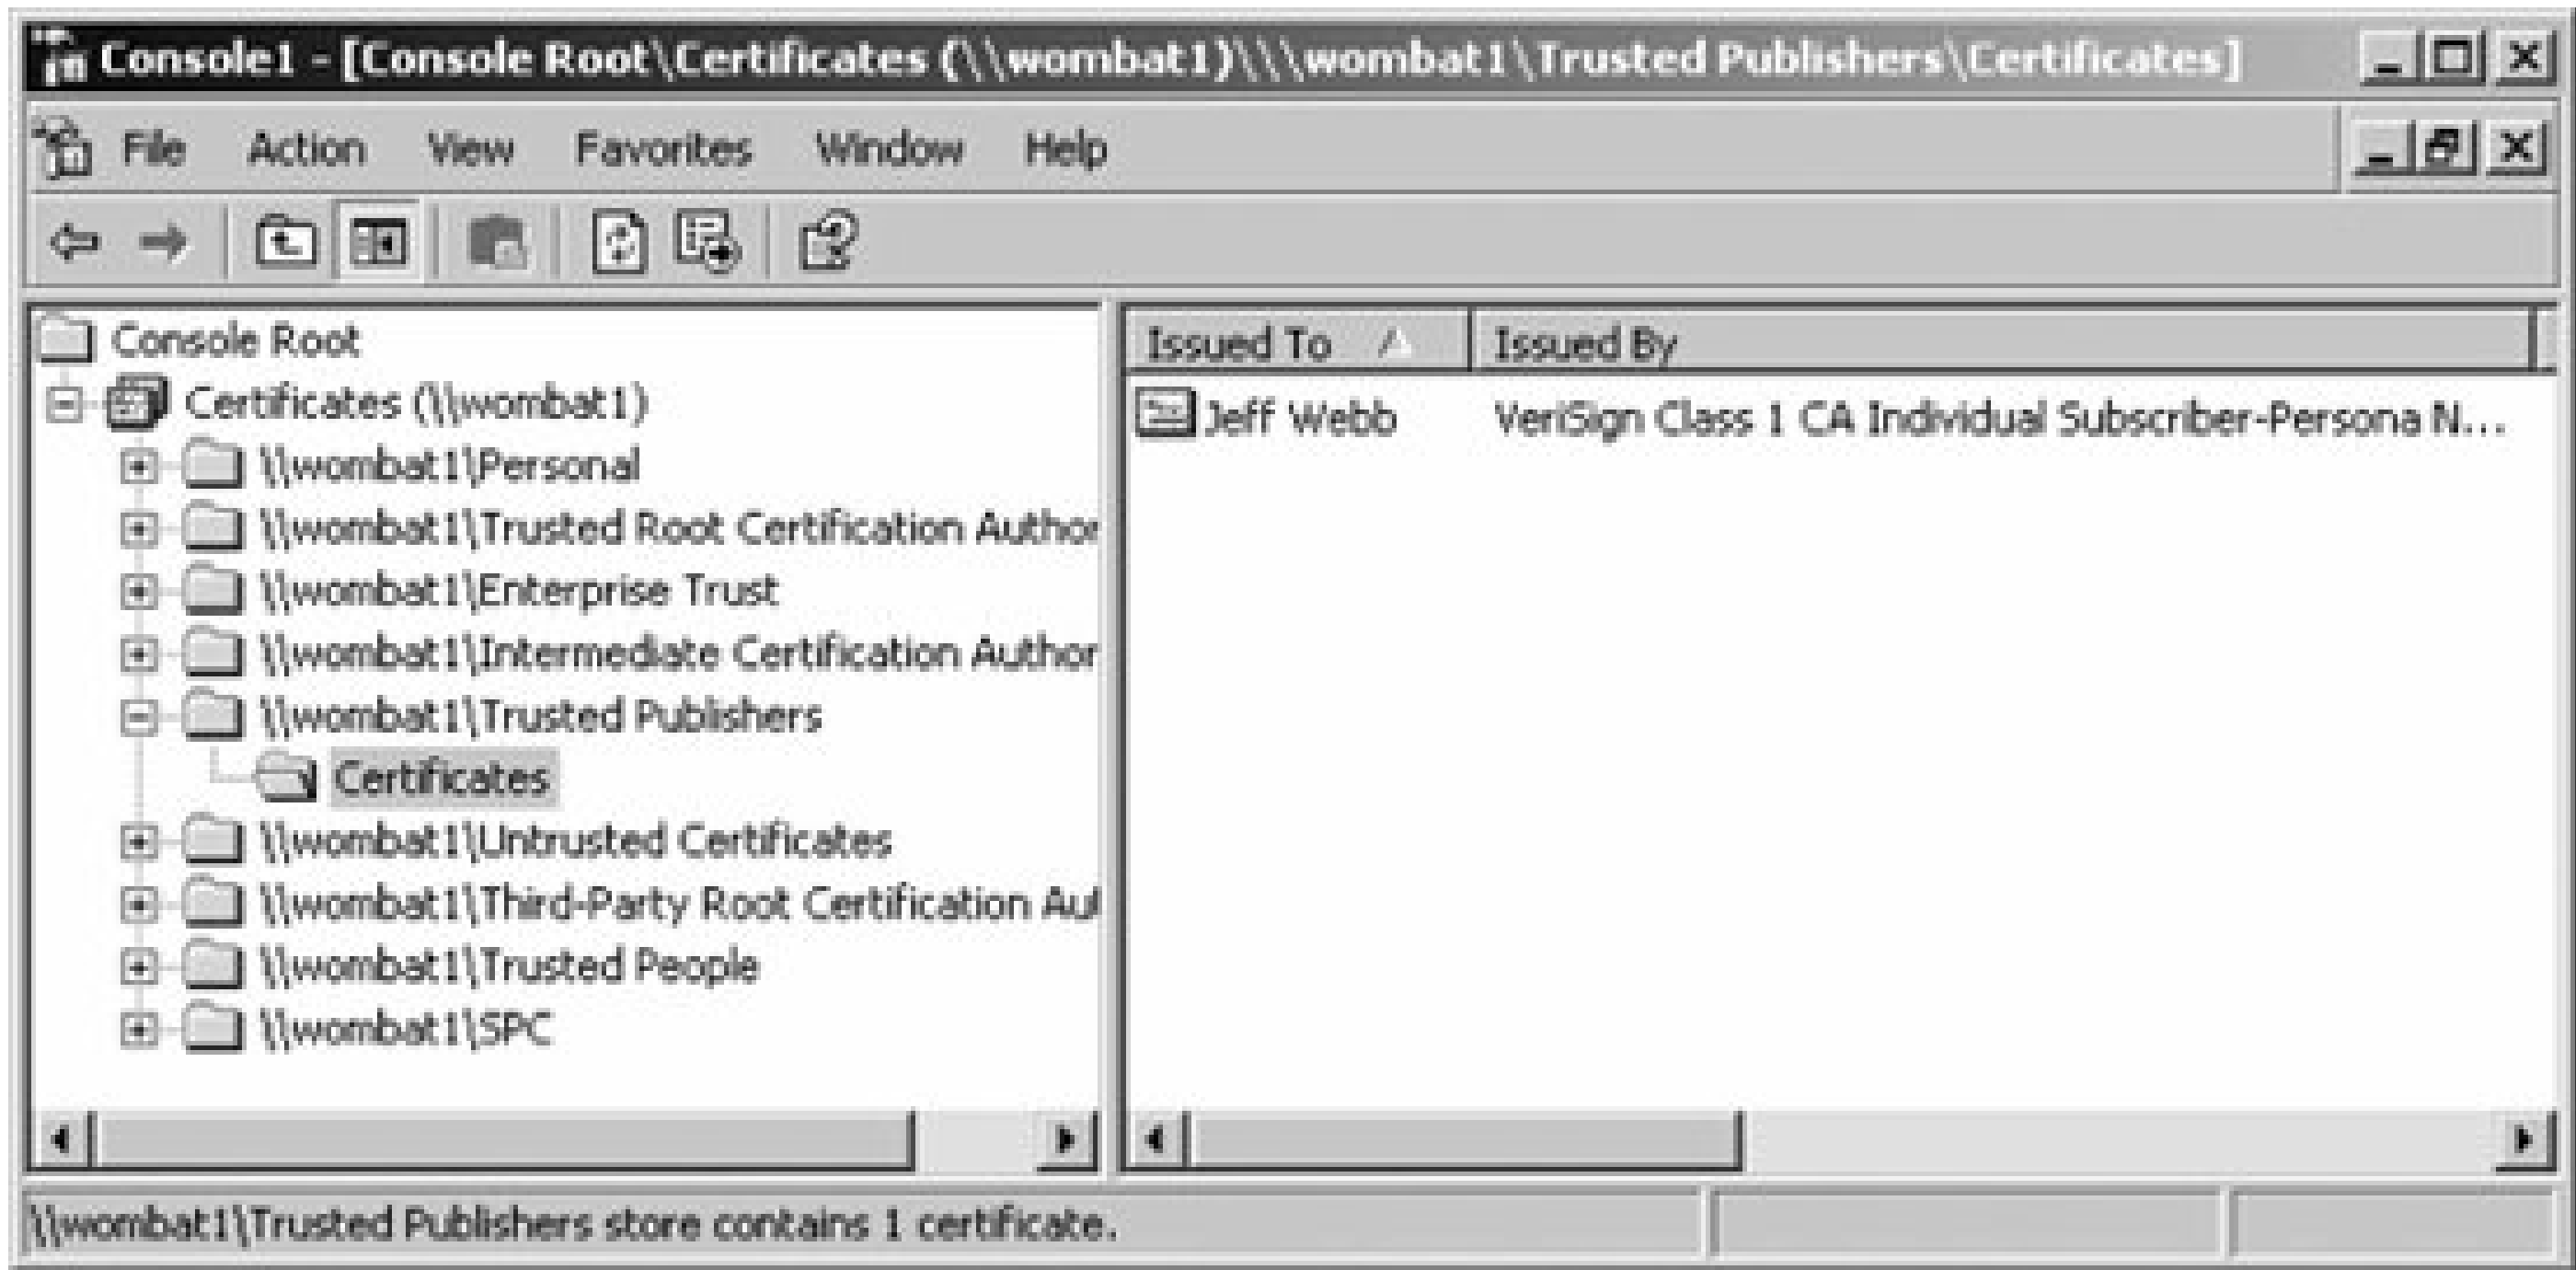 Console1 - [Console Root\Certificates (\\wombat1)\\\wombat1\Trusted Publishers\Certificates]
File Action View Favorites Window Help
Console Root
Certificates (\\wombat1)
\\wombat1\Personal
\\wombat1\Trusted Root Certification Author
\\wombat1\Enterprise Trust
\\wombat1\Intermediate Certification Author
\\wombat1\Trusted Publishers
Certificates
\\wombat1\Untrusted Certificates
\\wombat1\Third-Party Root Certification Aut
\\wombat1\Trusted People
\\wombat1\SPC
Issued To Issued By
Jeff Webb VeriSign Class 1 CA Individual Subscriber-Persona N...
\\wombat1\Trusted Publishers store contains 1 certificate.